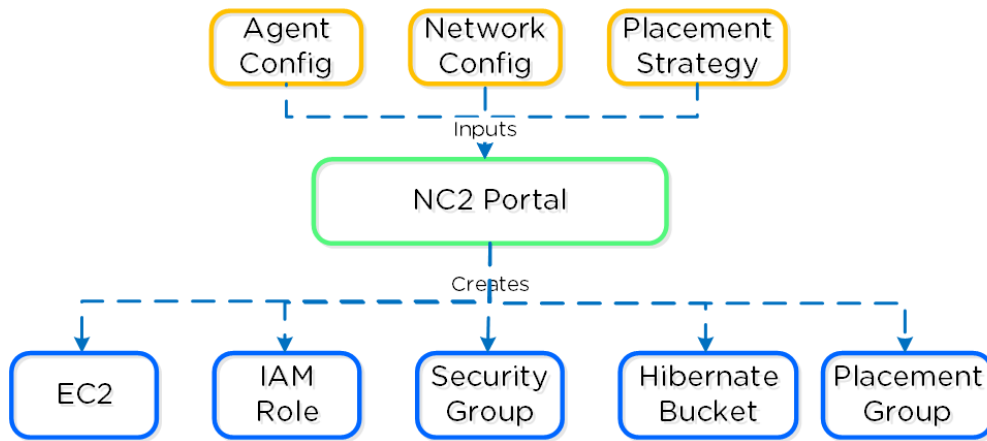 Agent
Config
Network
Config
Placement
Strategy
Inputs
NC2 Portal
Creates
EC2
IAM
Role
Security
Group
Hibernate
Bucket
Placement
Group